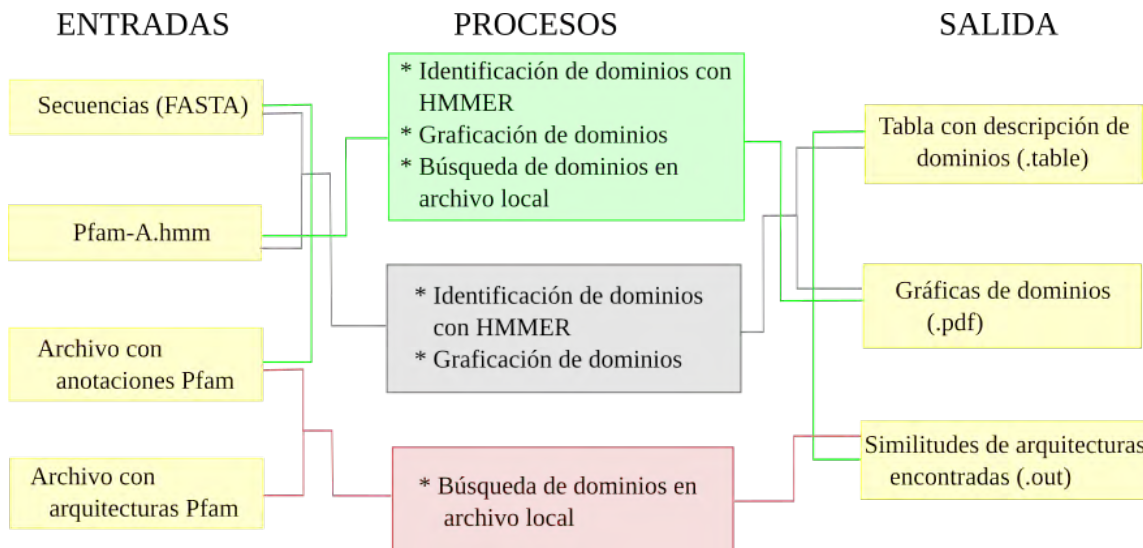 ENTRADAS
PROCESOS
SALIDA
Secuencias (FASTA)
Pfam-A.hmm
Archivo con
anotaciones Pfam
Archivo con
arquitecturas Pfam
* Identificación de dominios con
HMMER
* Graficación de dominios
* Búsqueda de dominios en
archivo local
* Identificación de dominios
con HMMER
* Graficación de dominios
* Búsqueda de dominios en
archivo local
Tabla con descripción de
dominios (.table)
Gráficas de dominios
(.pdf)
Similitudes de arquitecturas
encontradas (.out)